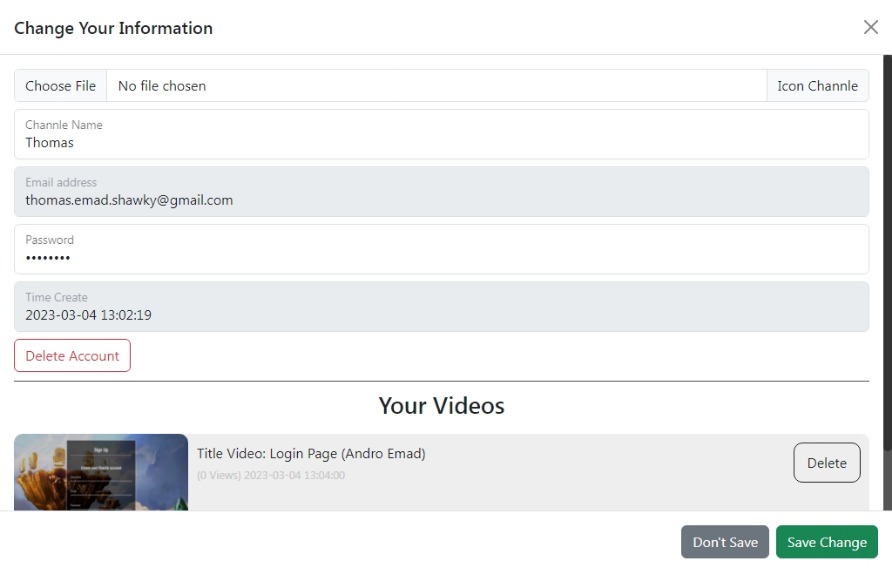 Change Your Information
Choose File No file chosen Icon Channle
Channle Name
Thomas
Email address
thomas.emad.shawky@gmail.com
Password
••••••••
Time Create
2023-03-04 13:02:19
Delete Account
Your Videos
Sign Up
Title Video: Login Page (Andro Emad)
(0 Views) 2023-03-04 13:04:00
Delete
Don't Save Save Change